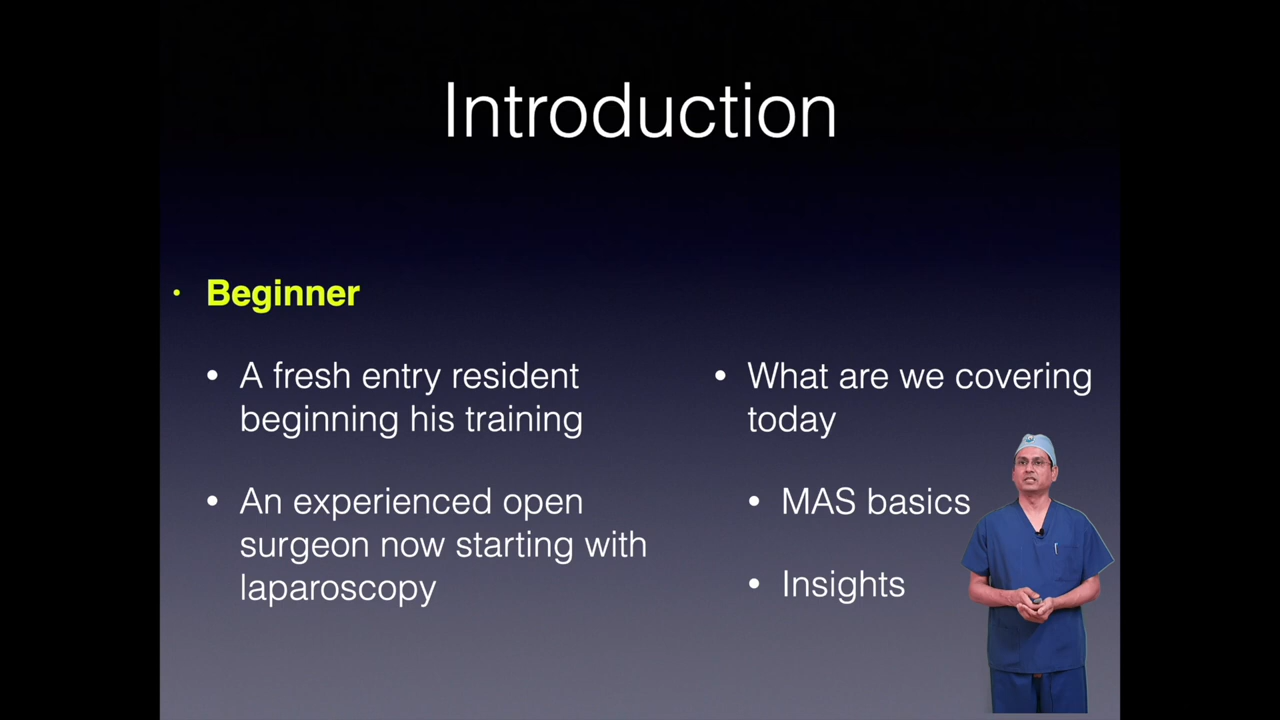 Introduction
• Beginner
• A fresh entry resident
beginning his training
• An experienced open
surgeon now starting with
laparoscopy
• What are we covering
today
• MAS basics
• Insights